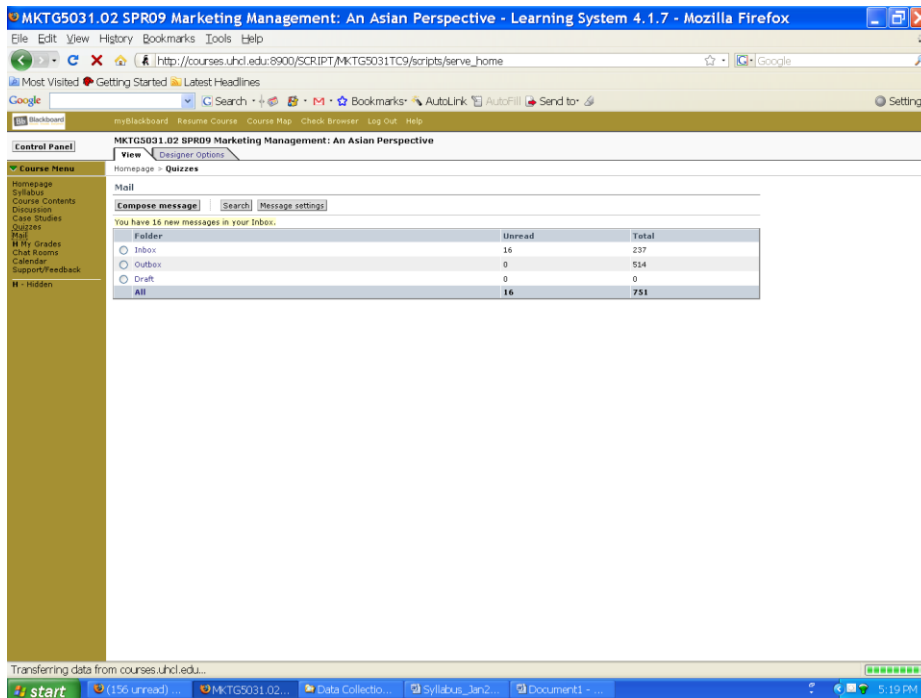 MKTG5031.02 SPR09 Marketing Management: An Asian Perspective - Learning System 4.1.7 - Mozilla Firefox
File Edit View History Bookmarks Tools Help
http://courses.uhcl.edu:8900/SCRIPT/MKTG5031TC9/scripts/serve_home
Google
Most Visited Getting Started Latest Headlines
Google Search Bookmarks AutoLink AutoFill Send to Setting
Blackboard myBlackboard Resume Course Course Map Check Browser Log Out Help
Control Panel
MKTG5031.02 SPR09 Marketing Management: An Asian Perspective
View Designer Options
Course Menu
Homepage > Quizzes
Homepage
Syllabus
Course Contents
Discussion
Case Studies
Quizzes
Mail
H My Grades
Chat Rooms
Calendar
Support/Feedback
H - Hidden
Mail
Compose message Search Message settings
You have 16 new messages in your Inbox.
Folder Unread Total
Inbox 16 237
Outbox 0 514
Draft 0 0
All 16 751
Transferring data from courses.uhcl.edu...
start (156 unread) ... MKTG5031.02... Data Collectio... Syllabus_Jan2... Document1 - ... 5:19 PM